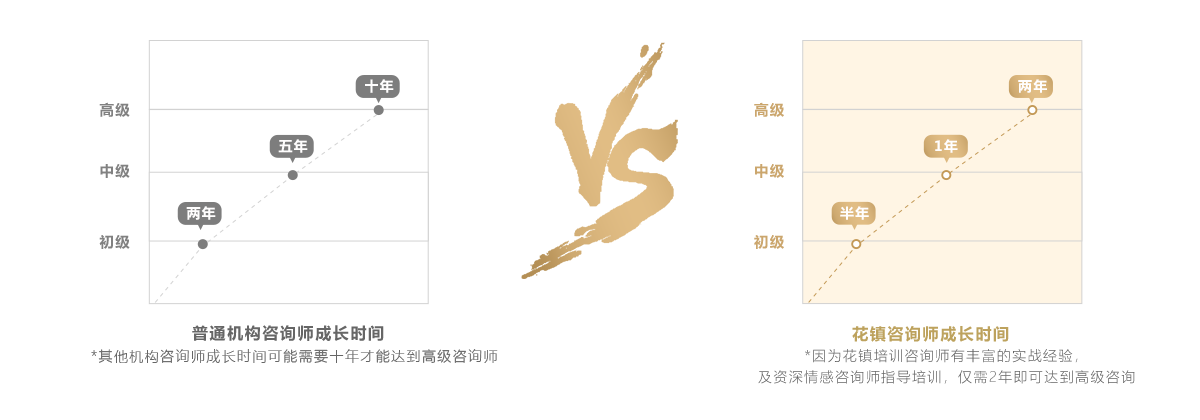 十年
高级
五年
中级
两年
初级
普通机构咨询师成长时间
*其他机构咨询师成长时间可能需要十年才能达到高级咨询师
VS
两年
高级
1年
中级
半年
初级
花镇咨询师成长时间
*因为花镇培训咨询师有丰富的实战经验，
及资深情感咨询师指导培训，仅需2年即可达到高级咨询